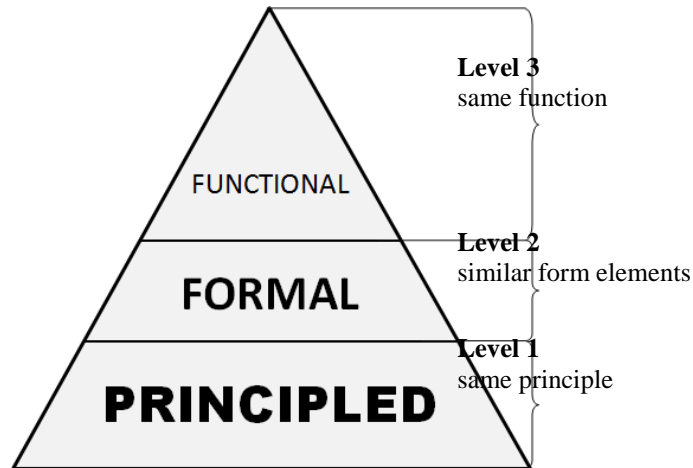 Level 3
same function
FUNCTIONAL
Level 2
similar form elements
FORMAL
Level 1
same principle
PRINCIPLED